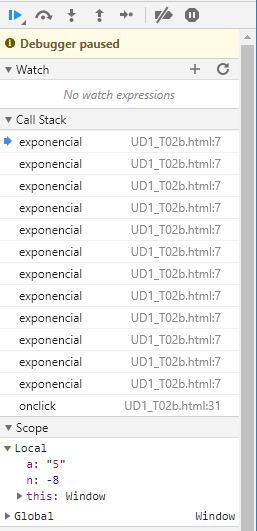 Debugger paused
Watch
No watch expressions
Call Stack
exponencial UD1_T02b.html:7
exponencial UD1_T02b.html:7
exponencial UD1_T02b.html:7
exponencial UD1_T02b.html:7
exponencial UD1_T02b.html:7
exponencial UD1_T02b.html:7
exponencial UD1_T02b.html:7
exponencial UD1_T02b.html:7
exponencial UD1_T02b.html:7
exponencial UD1_T02b.html:7
exponencial UD1_T02b.html:7
exponencial UD1_T02b.html:7
onclick UD1_T02b.html:31
Scope
Local
a: "5"
n: -8
this: Window
Global Window